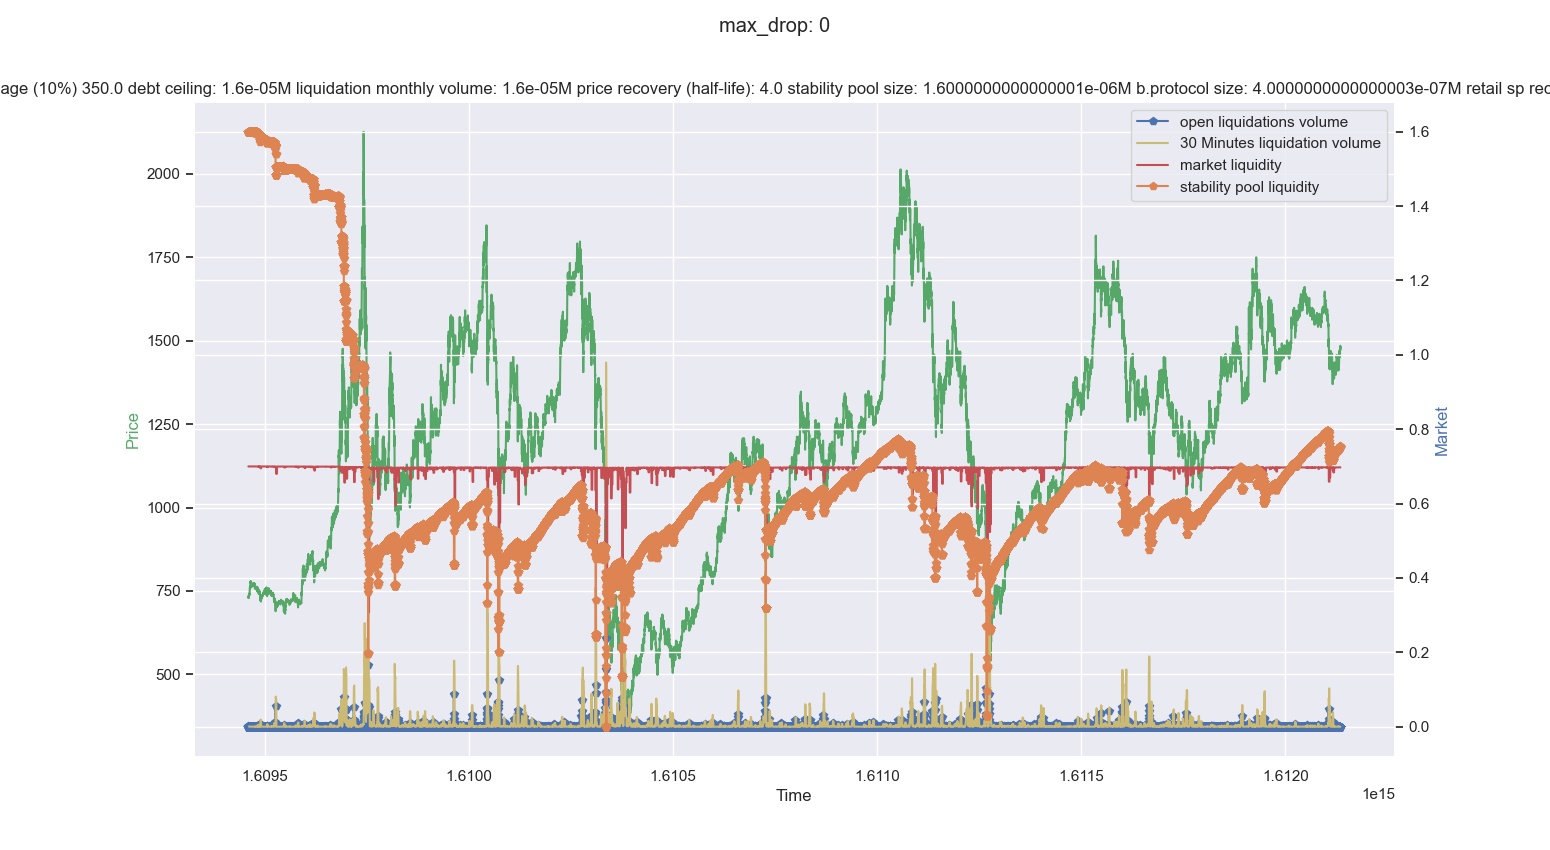 max_drop: 0
age (10%) 350.0 debt ceiling: 1.6e-05M liquidation monthly volume: 1.6e-05M price recovery (half-life): 4.0 stability pool size: 1.6000000000000001e-06M b.protocol size: 4.0000000000000003e-07M retail sp rec
open liquidations volume
30 Minutes liquidation volume
market liquidity
stability pool liquidity
2000
1750
1500
1250
1000
750
500
Price
1.6
1.4
1.2
1.0
0.8
0.6
0.4
0.2
0.0
Market
1.6095 1.6100 1.6105 1.6110 1.6115 1.6120
Time
1e15